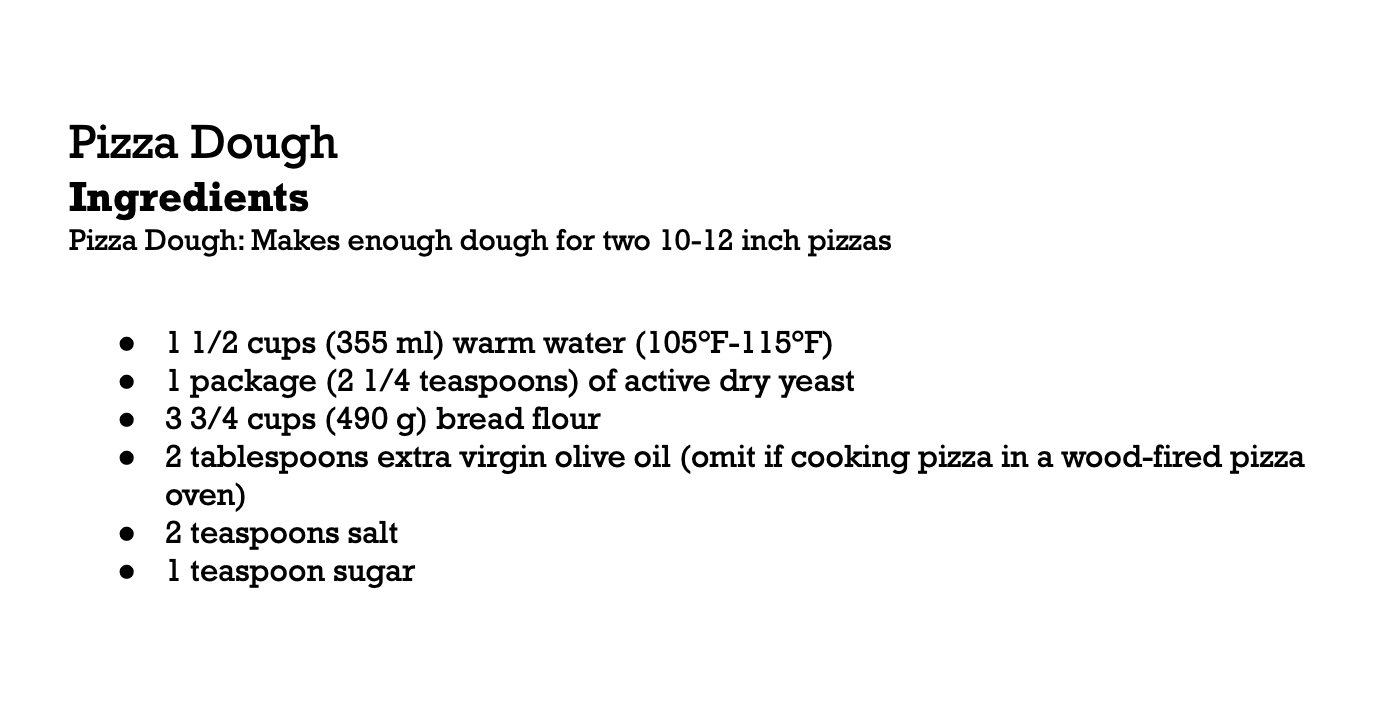 Pizza Dough
Ingredients
Pizza Dough: Makes enough dough for two 10-12 inch pizzas
● 1 1/2 cups (355 ml) warm water (105°F-115°F)
● 1 package (2 1/4 teaspoons) of active dry yeast
● 3 3/4 cups (490 g) bread flour
● 2 tablespoons extra virgin olive oil (omit if cooking pizza in a wood-fired pizza
oven)
● 2 teaspoons salt
● 1 teaspoon sugar